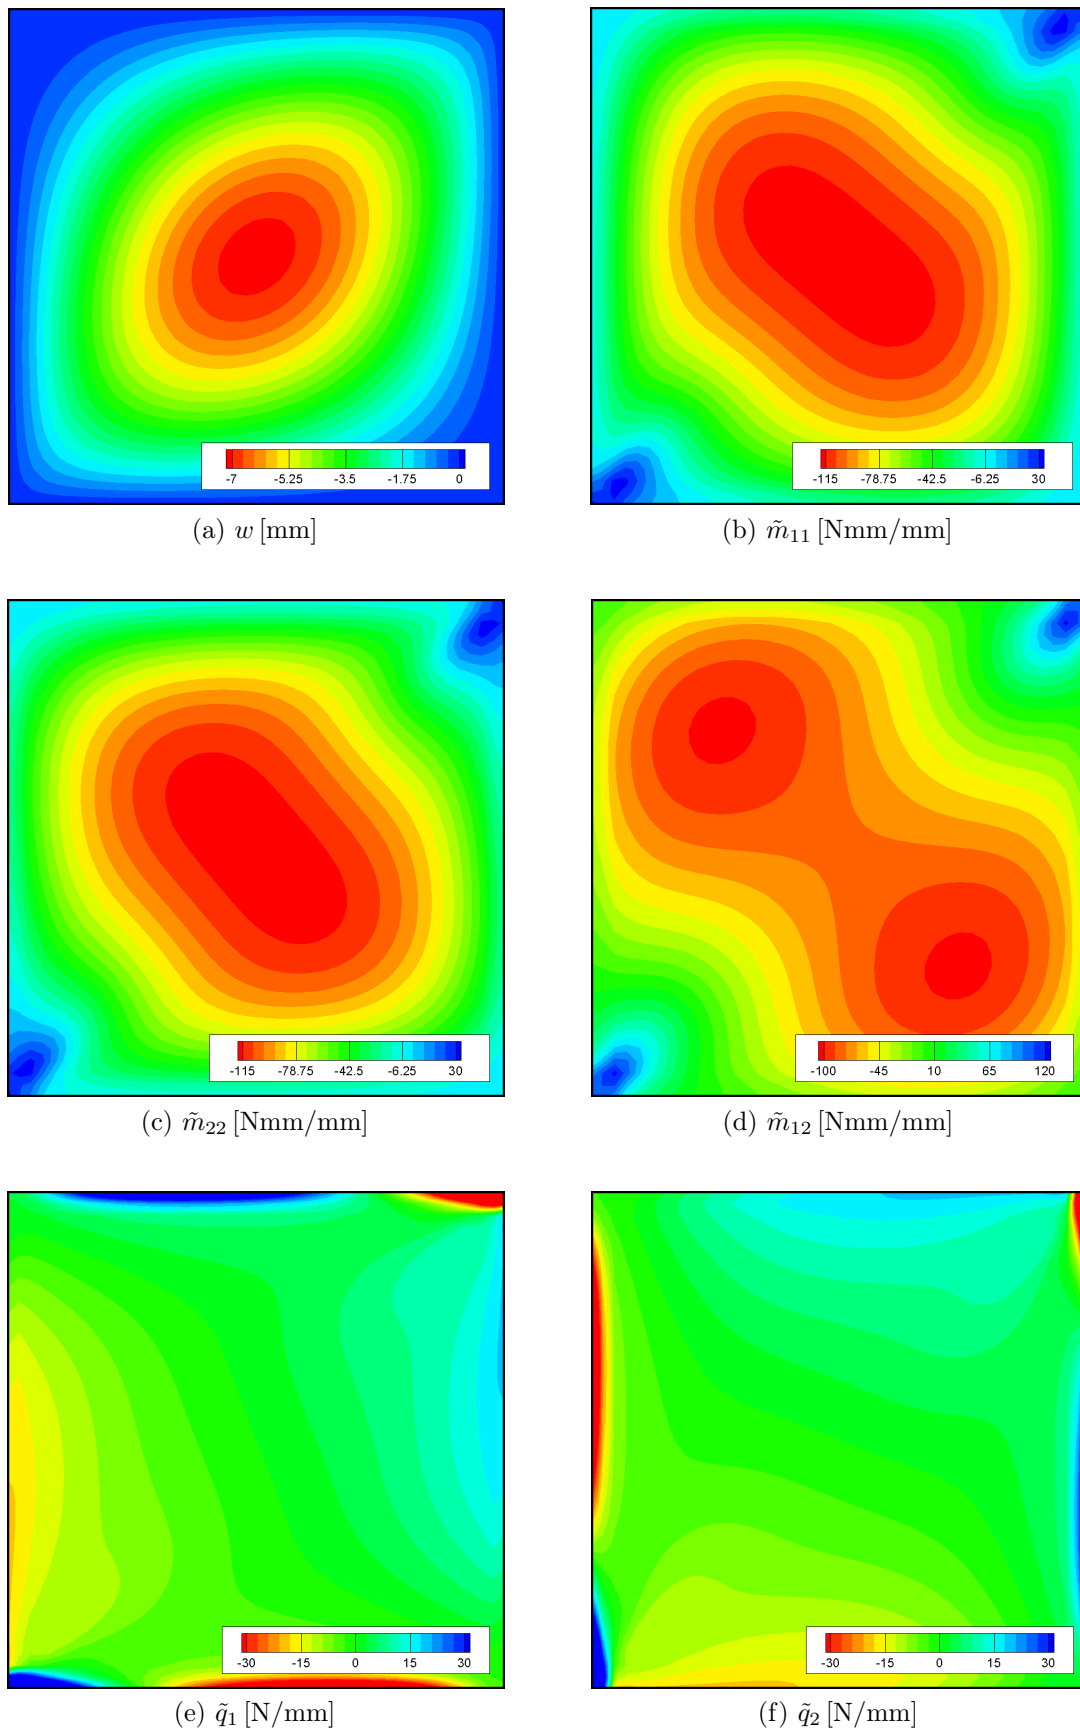 -7 -5.25 -3.5 -1.75 0
-115 -78.75 -42.5 -6.25 30
(a) w [mm]
(b) m̃₁₁ [Nmm/mm]
-115 -78.75 -42.5 -6.25 30
-100 -45 10 65 120
(c) m̃₂₂ [Nmm/mm]
(d) m̃₁₂ [Nmm/mm]
-30 -15 0 15 30
-30 -15 0 15 30
(e) q̃₁ [N/mm]
(f) q̃₂ [N/mm]